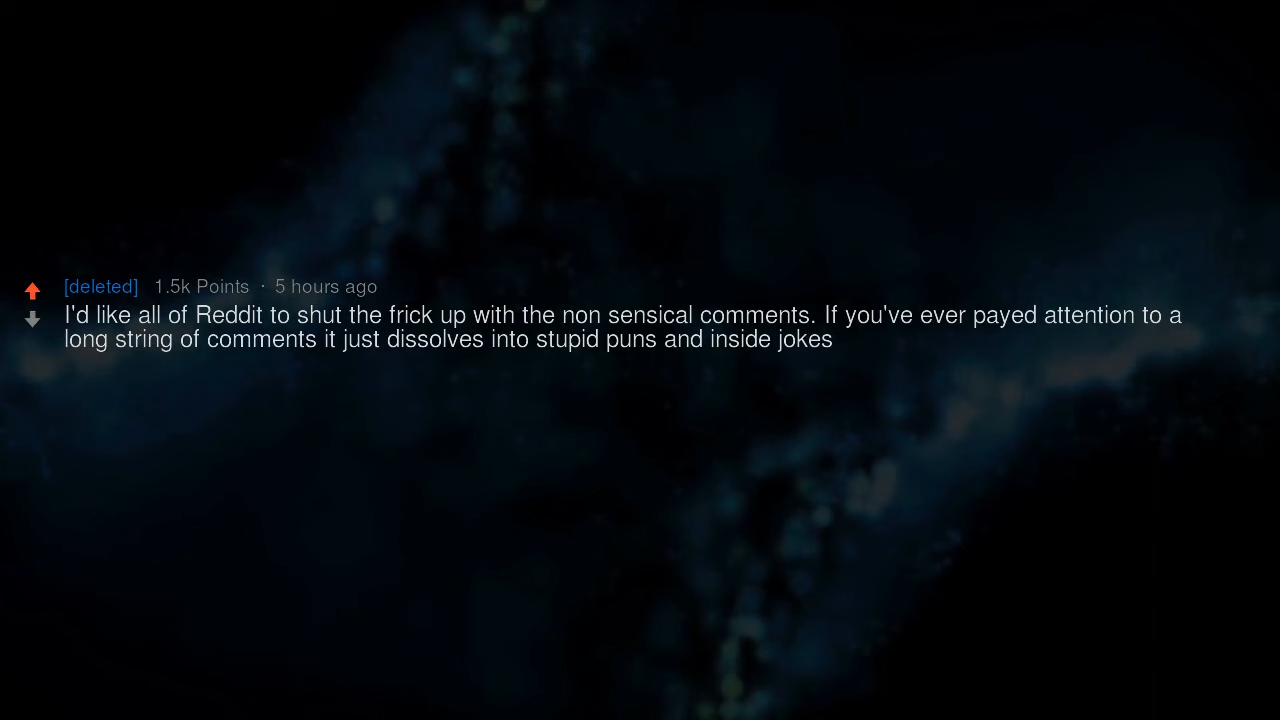 [deleted] 1.5k Points · 5 hours ago
I'd like all of Reddit to shut the frick up with the non sensical comments. If you've ever payed attention to a
long string of comments it just dissolves into stupid puns and inside jokes